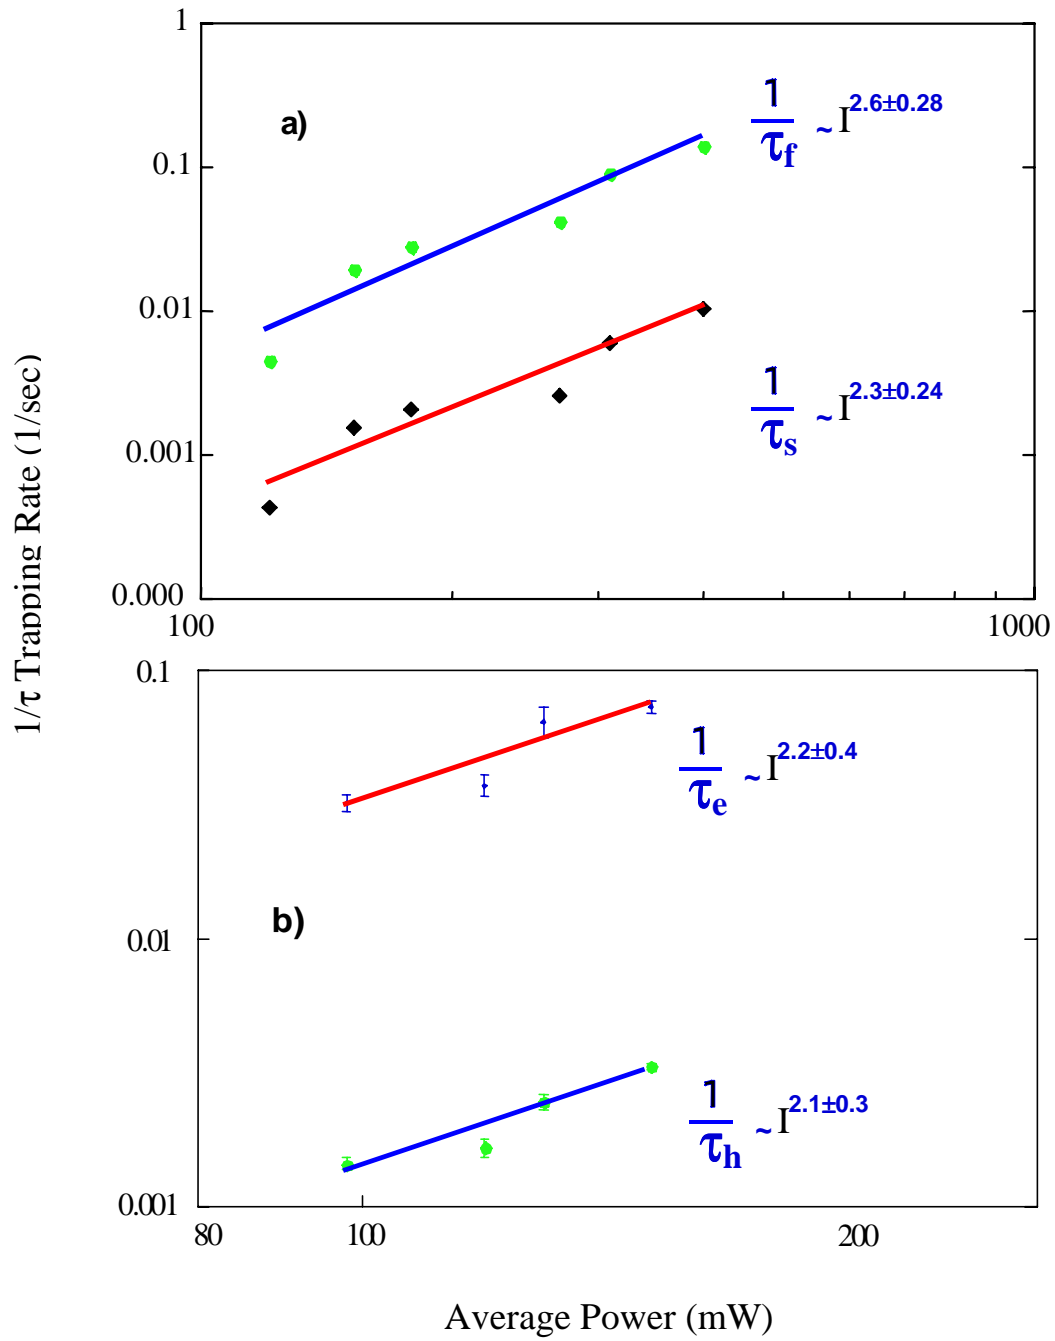 1
a)
1
τf ~I2.6±0.28
0.1
0.01
1
τs ~I2.3±0.24
0.001
0.000
100
1000
1/τ Trapping Rate (1/sec)
0.1
1
τe ~I2.2±0.4
b)
0.01
1
τh ~I2.1±0.3
0.001
80 100 200
Average Power (mW)